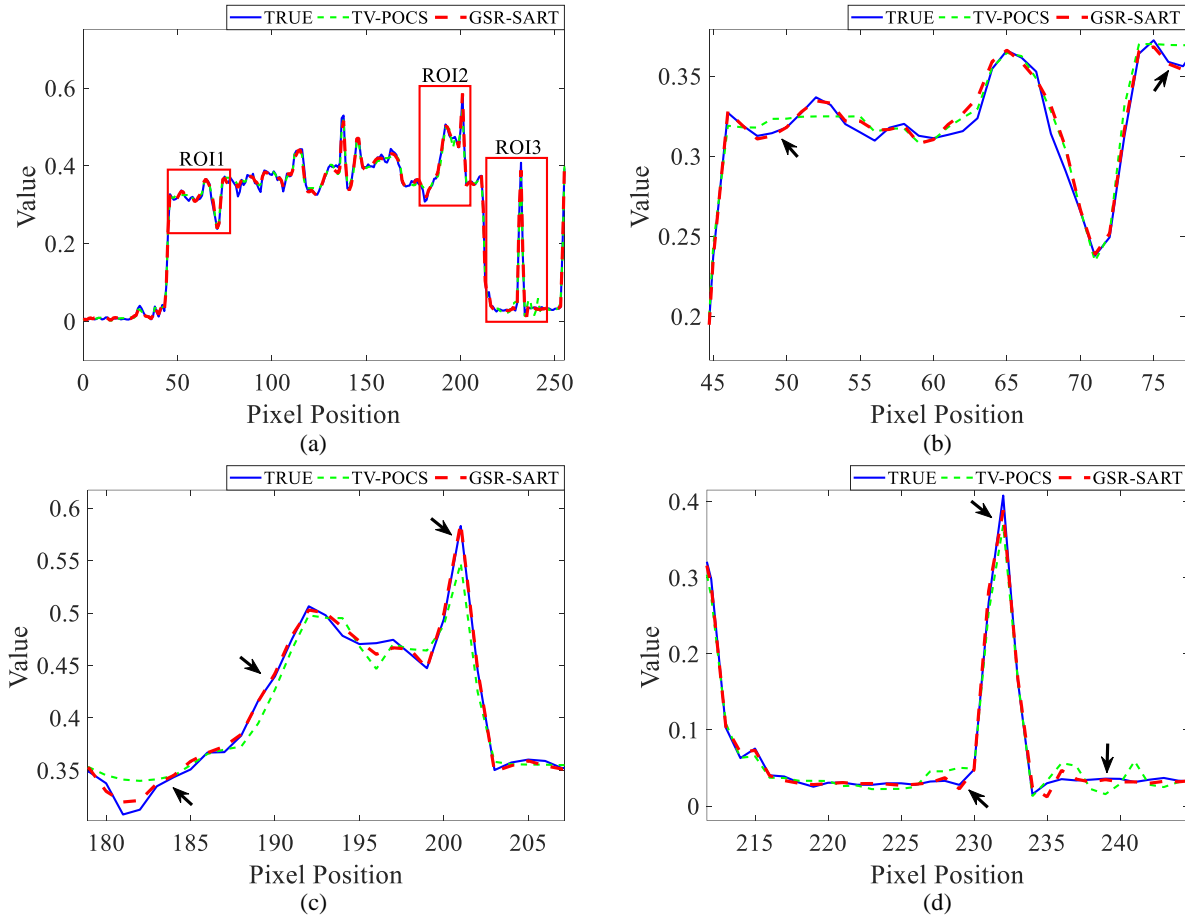 TRUE TV-POCS GSR-SART
ROI1
ROI2
ROI3
0.6
0.4
0.2
0
Value
0 50 100 150 200 250
Pixel Position
(a)
TRUE TV-POCS GSR-SART
0.35
0.3
0.25
0.2
Value
45 50 55 60 65 70 75
Pixel Position
(b)
TRUE TV-POCS GSR-SART
0.6
0.55
0.5
0.45
0.4
0.35
Value
180 185 190 195 200 205
Pixel Position
(c)
TRUE TV-POCS GSR-SART
0.4
0.3
0.2
0.1
0
Value
215 220 225 230 235 240
Pixel Position
(d)